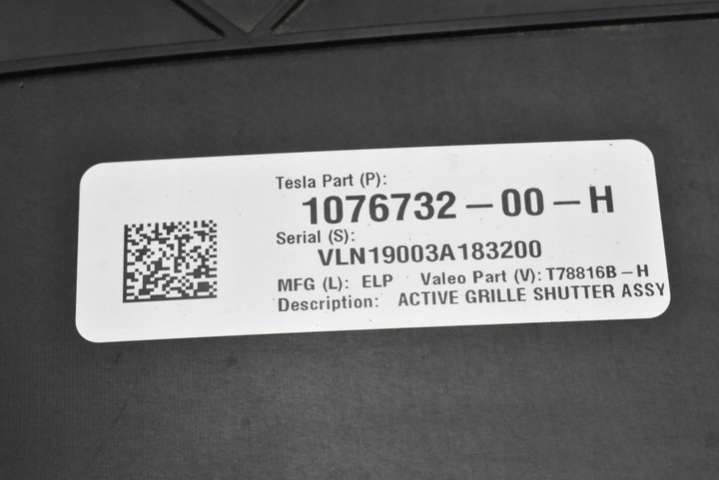 Tesla Part (P):
1076732-00-H
Serial (S):
VLN19003A183200
MFG (L): ELP Valeo Part (V): T78816B-H
Description: ACTIVE GRILLE SHUTTER ASSY